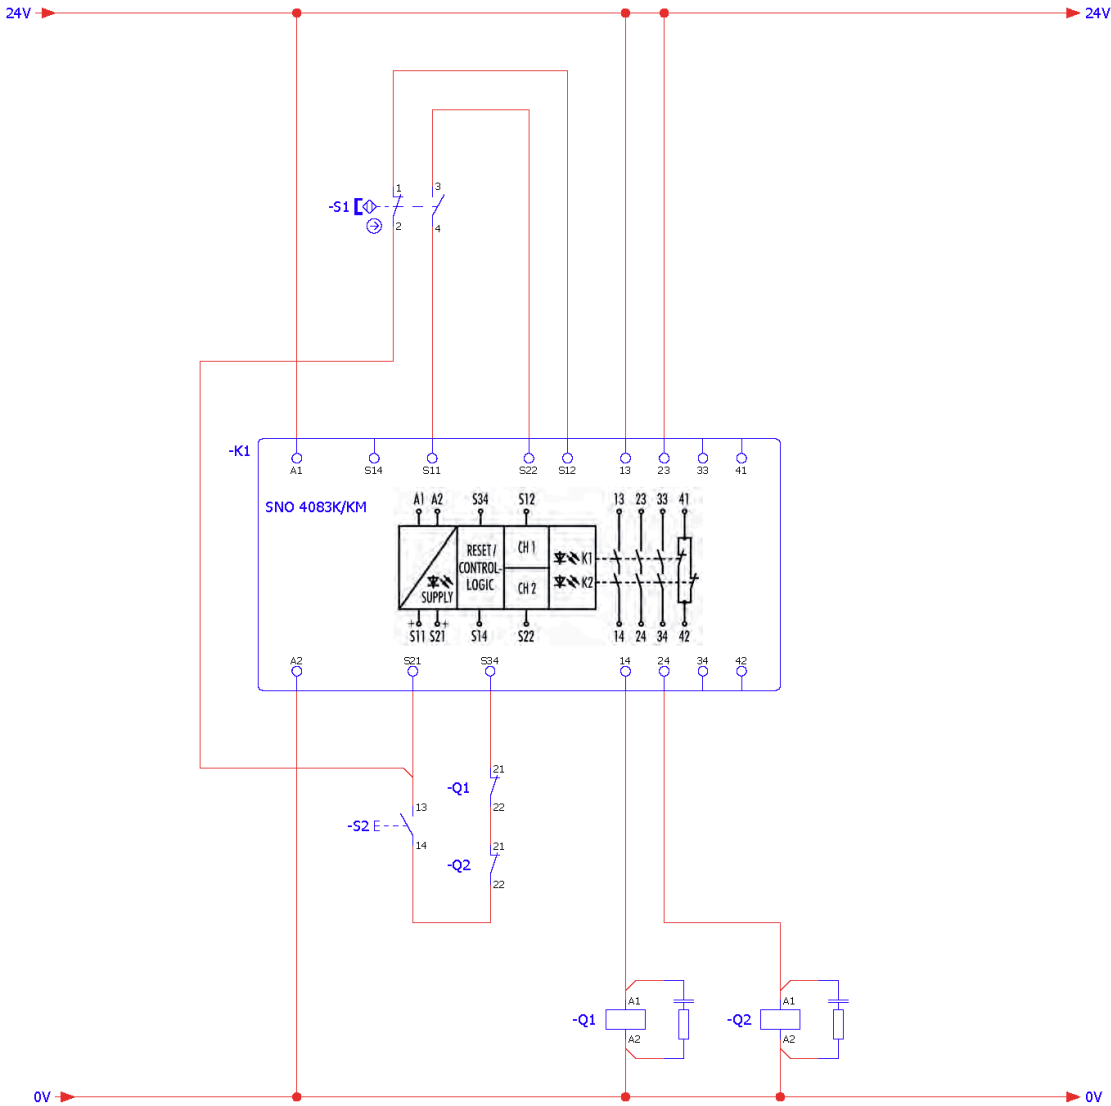 24V 24V
1 3
-S1
2 4
-K1
A1 S14 S11 S22 S12 13 23 33 41
SNO 4083K/KM
A1 A2 S34 S12 13 23 33 41
RESET/ CH 1 K1
CONTROL-
LOGIC CH 2 K2
SUPPLY
+ +
S11 S21 S14 S22 14 24 34 42
A2 S21 S34 14 24 34 42
21
-Q1
13 22
-S2
14 21
-Q2
22
A1 A1
-Q1 -Q2
A2 A2
0V 0V